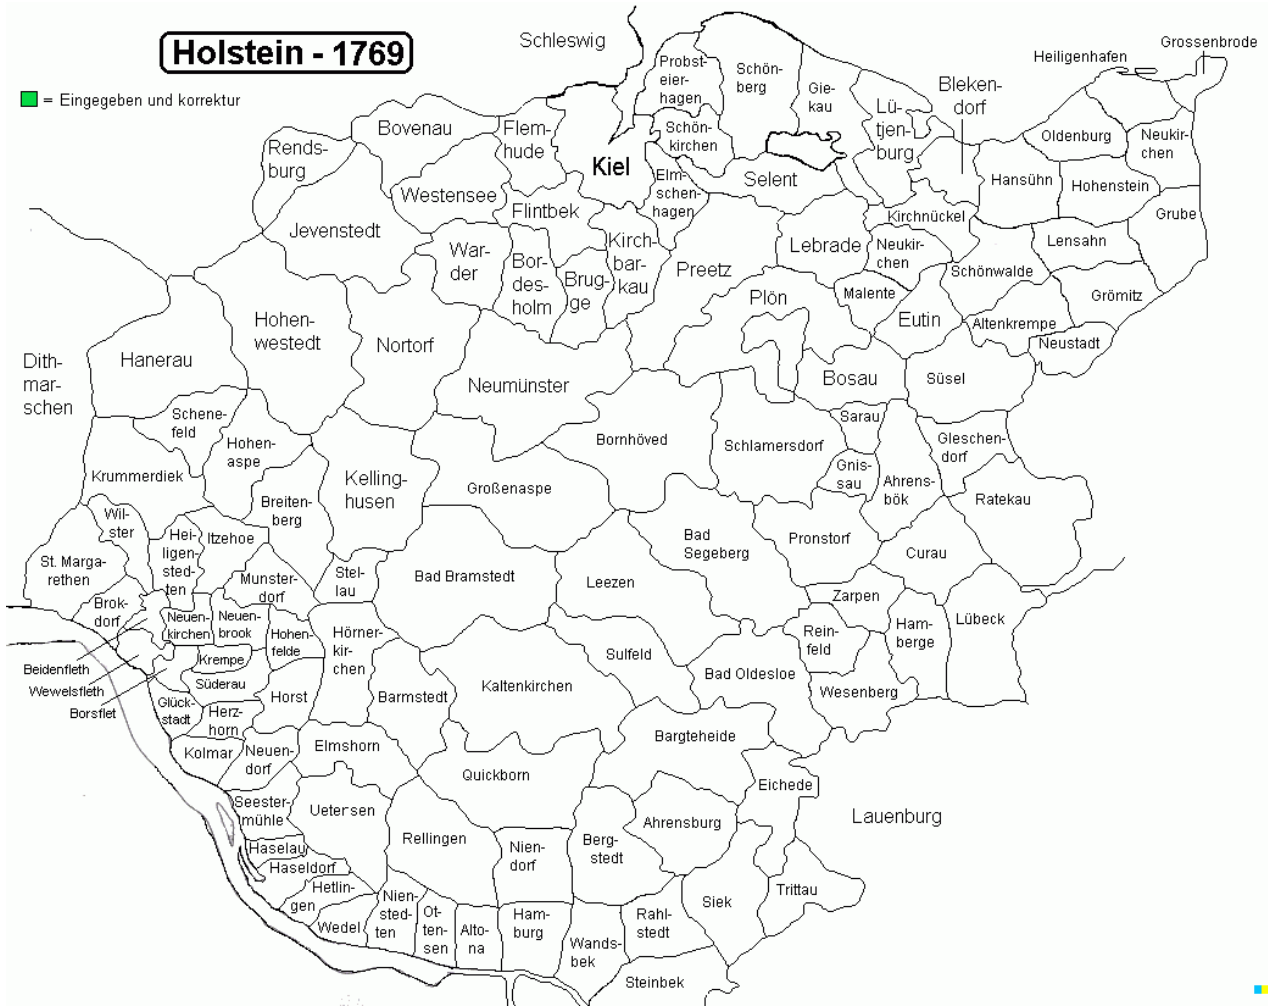 Holstein - 1769
= Eingegeben und korrektur
Schleswig
Grossenbrode
Heiligenhafen
Probst-
eier-
hagen
Schön-
berg
Gie-
kau
Bleken-
dorf
Lü-
tjen-
burg
Oldenburg
Neukir-
chen
Bovenau
Flem-
hude
Schön-
kirchen
Rends-
burg
Kiel
Elm-
schen-
hagen
Selent
Hansühn
Hohenstein
Westensee
Flintbek
Kirchnückel
Grube
Jevenstedt
War-
der
Bor-
des-
holm
Brug-
ge
Kirch-
bar-
kau
Preetz
Lebrade
Neukir-
chen
Lensahn
Schönwalde
Plön
Malente
Grömitz
Hohen-
westedt
Eutin
Altenkrempe
Neustadt
Dith-
mar-
schen
Hanerau
Nortorf
Neumünster
Bosau
Süsel
Schene-
feld
Hohen-
aspe
Bornhöved
Schlamersdorf
Sarau
Gleschen-
dorf
Krummerdiek
Kelling-
husen
Großenaspe
Gnis-
sau
Ahrens-
bök
Ratekau
Breiten-
berg
Wil-
ster
Hei-
ligen-
sted-
ten
Itzehoe
Bad
Segeberg
Pronstorf
Curau
St. Marga-
rethen
Munster-
dorf
Stel-
lau
Bad Bramstedt
Leezen
Zarpen
Brok-
dorf
Neuen-
kirchen
Neuen-
brook
Hohen-
felde
Hörner-
kir-
chen
Rein-
feld
Ham-
berge
Lübeck
Beidenfleth
Wewelsfleth
Borsflet
Krempe
Süderau
Sulfeld
Bad Oldesloe
Wesenberg
Glück-
stadt
Herz-
horn
Horst
Barmstedt
Kaltenkirchen
Kolmar
Neuen-
dorf
Elmshorn
Bargteheide
Quickborn
Eichede
Seester-
mühle
Uetersen
Rellingen
Nien-
dorf
Berg-
stedt
Ahrensburg
Lauenburg
Haselau
Haseldorf
Hetlin-
gen
Wedel
Nien-
sted-
ten
Ot-
ten-
sen
Alto-
na
Ham-
burg
Wands-
bek
Rahl-
stedt
Siek
Trittau
Steinbek